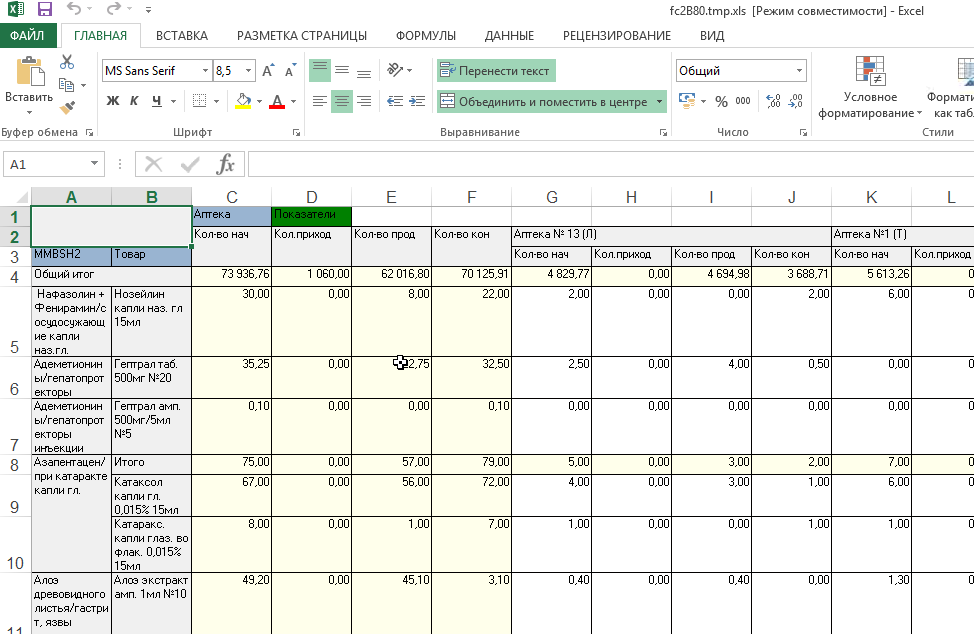 fc2B80.tmp.xls [Режим совместимости] - Excel
ФАЙЛ ГЛАВНАЯ ВСТАВКА РАЗМЕТКА СТРАНИЦЫ ФОРМУЛЫ ДАННЫЕ РЕЦЕНЗИРОВАНИЕ ВИД
MS Sans Serif 8,5 Перенести текст Общий
Вставить Ж К Ч Объединить и поместить в центре % 000 Условное форматирование Формати как таб
Буфер обмена Шрифт Выравнивание Число Стили
A1 fx
A B C D E F G H I J K L
1 Аптека Показатели
2 Кол-во нач Кол.приход Кол-во прод Кол-во кон Аптека № 13 (Л) Аптека №1 (Т)
3 MMBSH2 Товар Кол-во нач Кол.приход Кол-во прод Кол-во кон Кол-во нач Кол.приход
4 Общий итог 73 936,76 1 060,00 62 016,80 70 125,91 4 829,77 0,00 4 694,98 3 688,71 5 613,26 0
Нафазолин + Нозейлин 30,00 0,00 8,00 22,00 2,00 0,00 0,00 2,00 6,00 0
Фенирамин/с капли наз. гл
осудосужающ 15мл
ие капли
5 наз.гл.
Адеметионин Гептрал таб. 35,25 0,00 2,75 32,50 2,50 0,00 4,00 0,50 0,00 0
ы/гепатопрот 500мг №20
6 екторы
Адеметионин Гептрал амп. 0,10 0,00 0,00 0,10 0,00 0,00 0,00 0,00 0,00 0
ы/гепатопрот 500мг/5мл
екторы №5
7 инъекции
8 Азапентацен/ Итого 75,00 0,00 57,00 79,00 5,00 0,00 3,00 2,00 7,00 0
при катаракте Катаксол 67,00 0,00 56,00 72,00 4,00 0,00 3,00 1,00 6,00 0
капли гл. капли гл.
9 0,015% 15мл
Катаракс. 8,00 0,00 1,00 7,00 1,00 0,00 0,00 1,00 1,00 0
капли глаз. во
флак. 0,015%
10 15мл
Алоэ Алоэ экстракт 49,20 0,00 45,10 3,10 0,40 0,00 0,40 0,00 1,30 0
древовидного амп. 1мл №10
листья/гастри
11 т, язвы